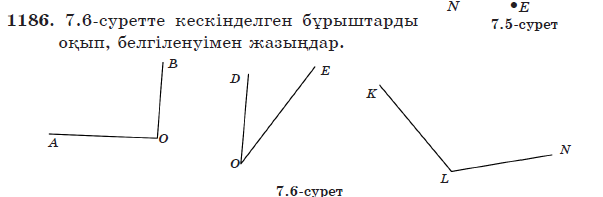 N
E
7.5-сурет
1186. 7.6-суретте кескінделген бұрыштарды
оқып, белгіленуімен жазыңдар.
B
A
O
D
E
O
K
L
N
7.6-сурет